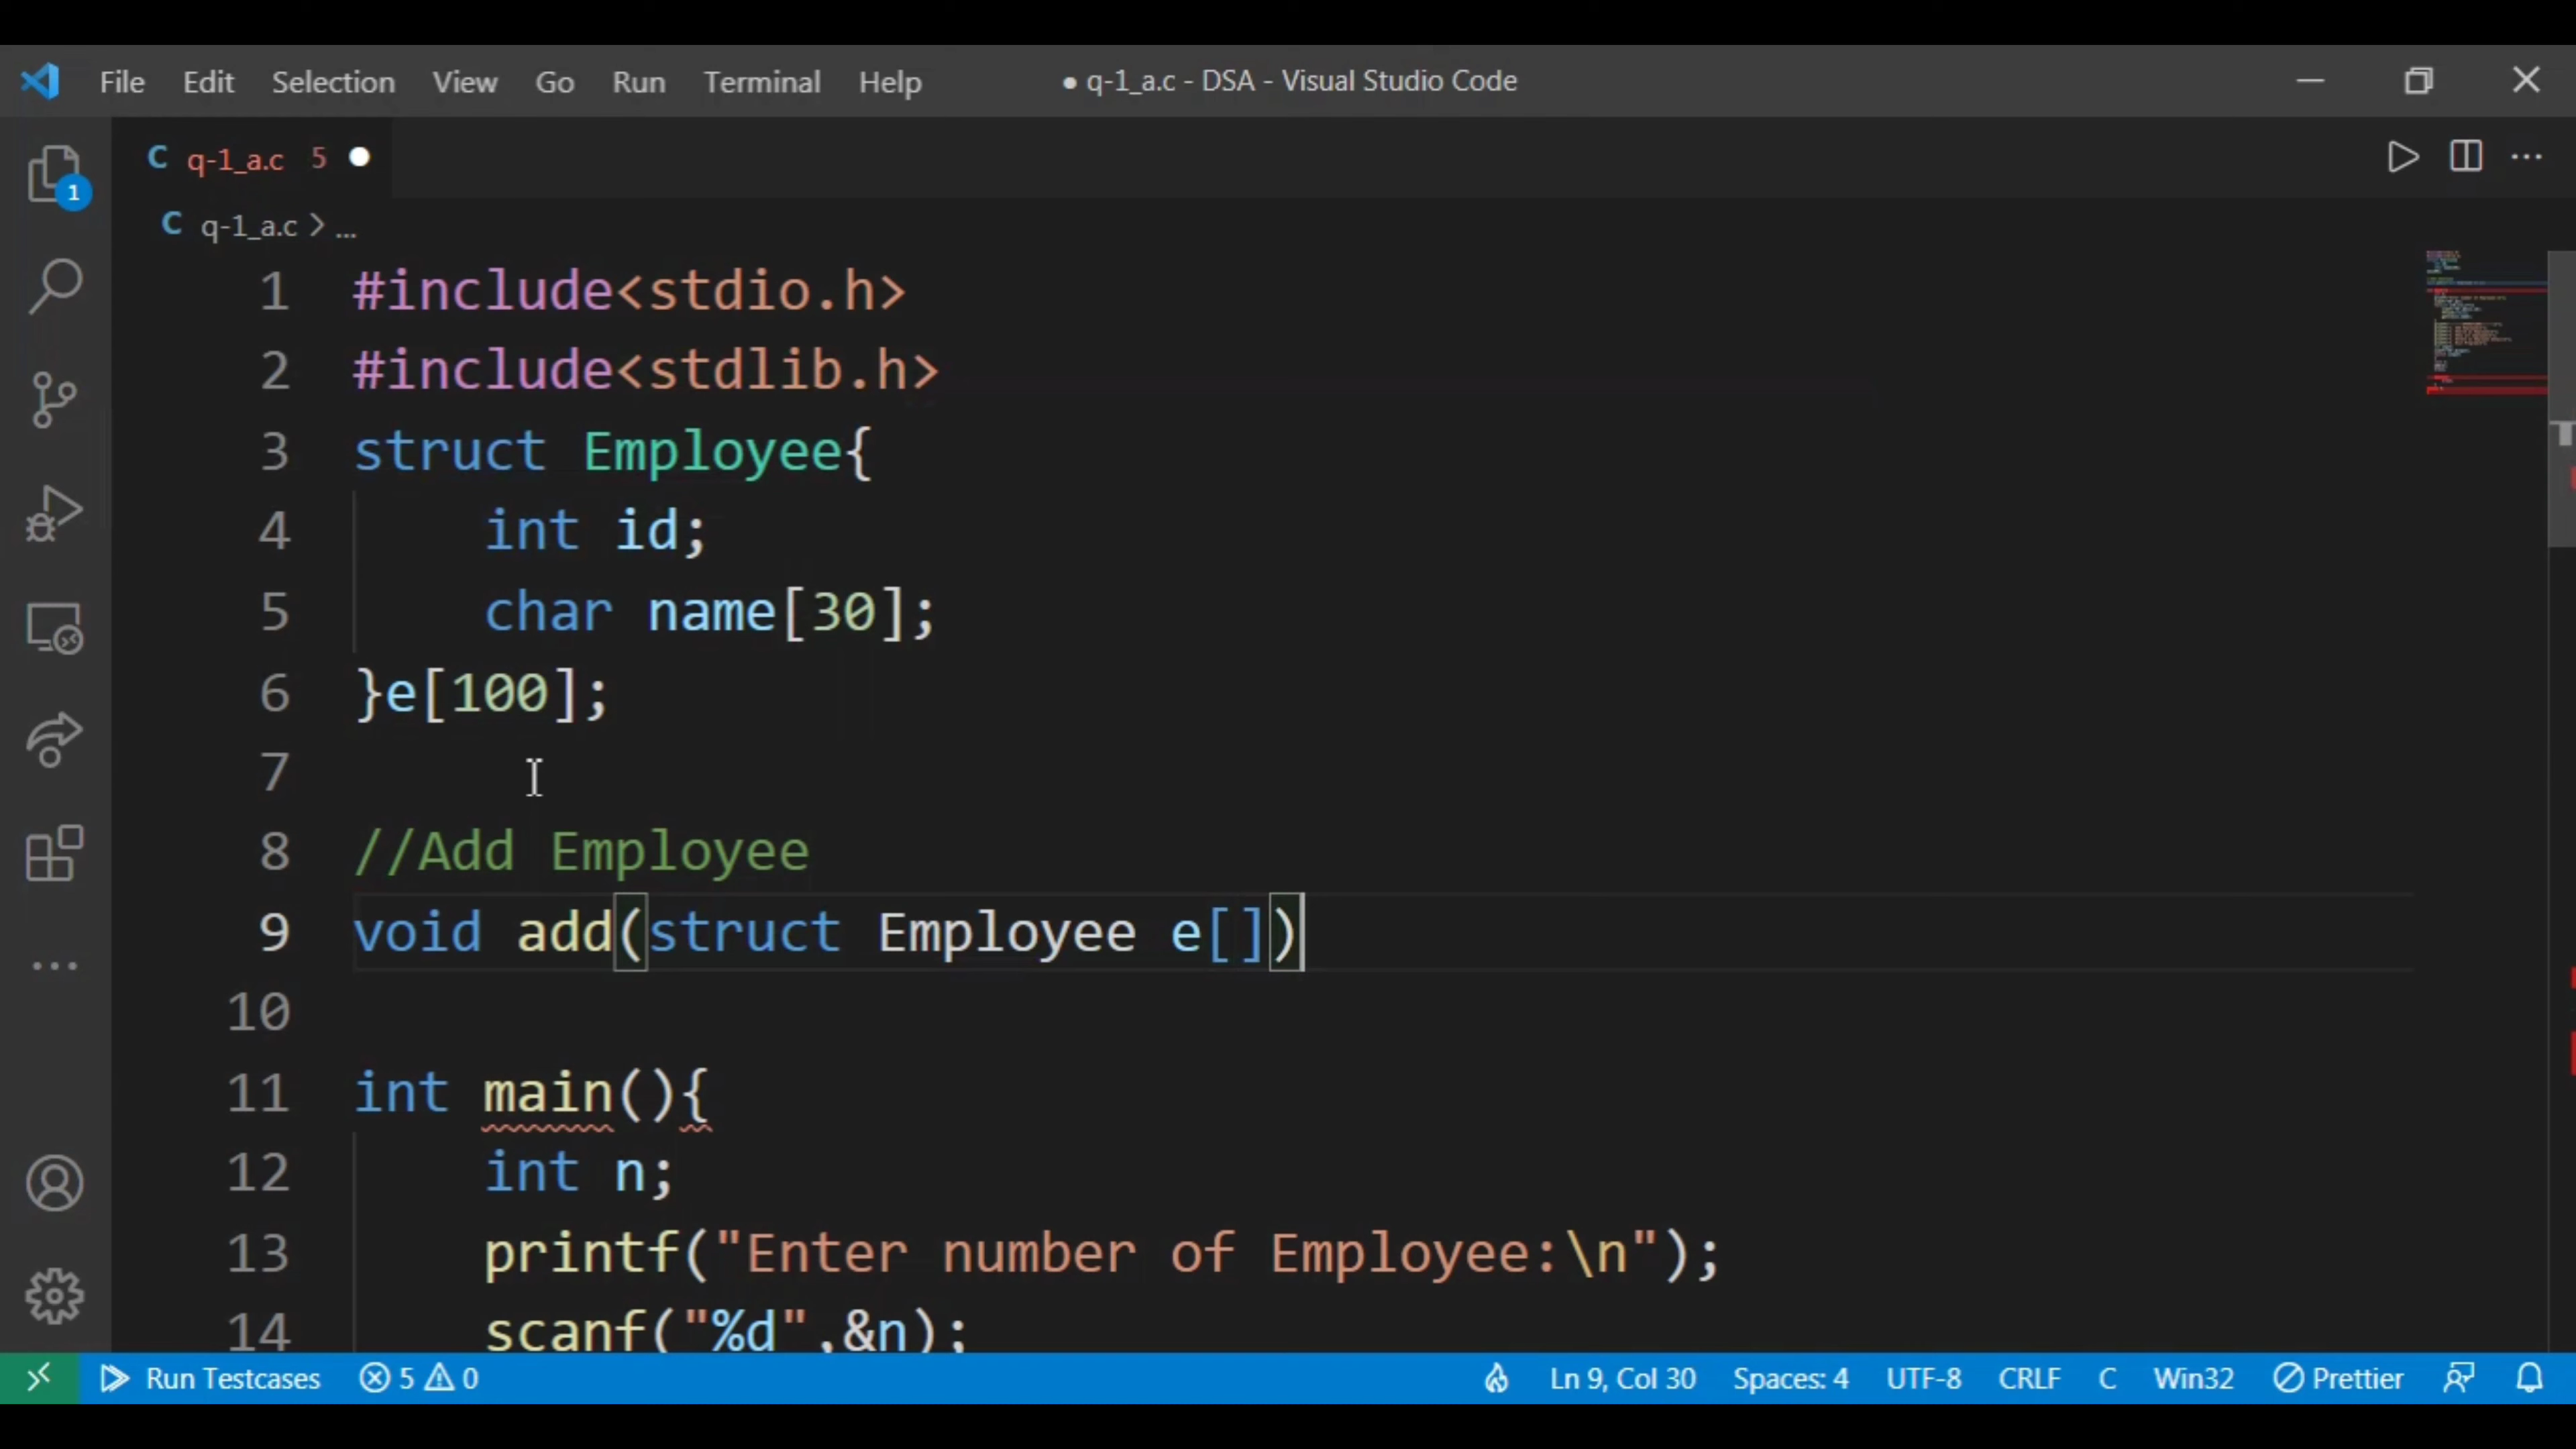 File Edit Selection View Go Run Terminal Help ● q-1_a.c - DSA - Visual Studio Code
C q-1_a.c 5 ●
1
C q-1_a.c > ...
1 #include<stdio.h>
2 #include<stdlib.h>
3 struct Employee{
4 int id;
5 char name[30];
6 }e[100];
7
8 //Add Employee
9 void add(struct Employee e[])
10
11 int main(){
12 int n;
13 printf("Enter number of Employee:\n");
14 scanf("%d",&n);
Run Testcases 5 0 Ln 9, Col 30 Spaces: 4 UTF-8 CRLF C Win32 Prettier